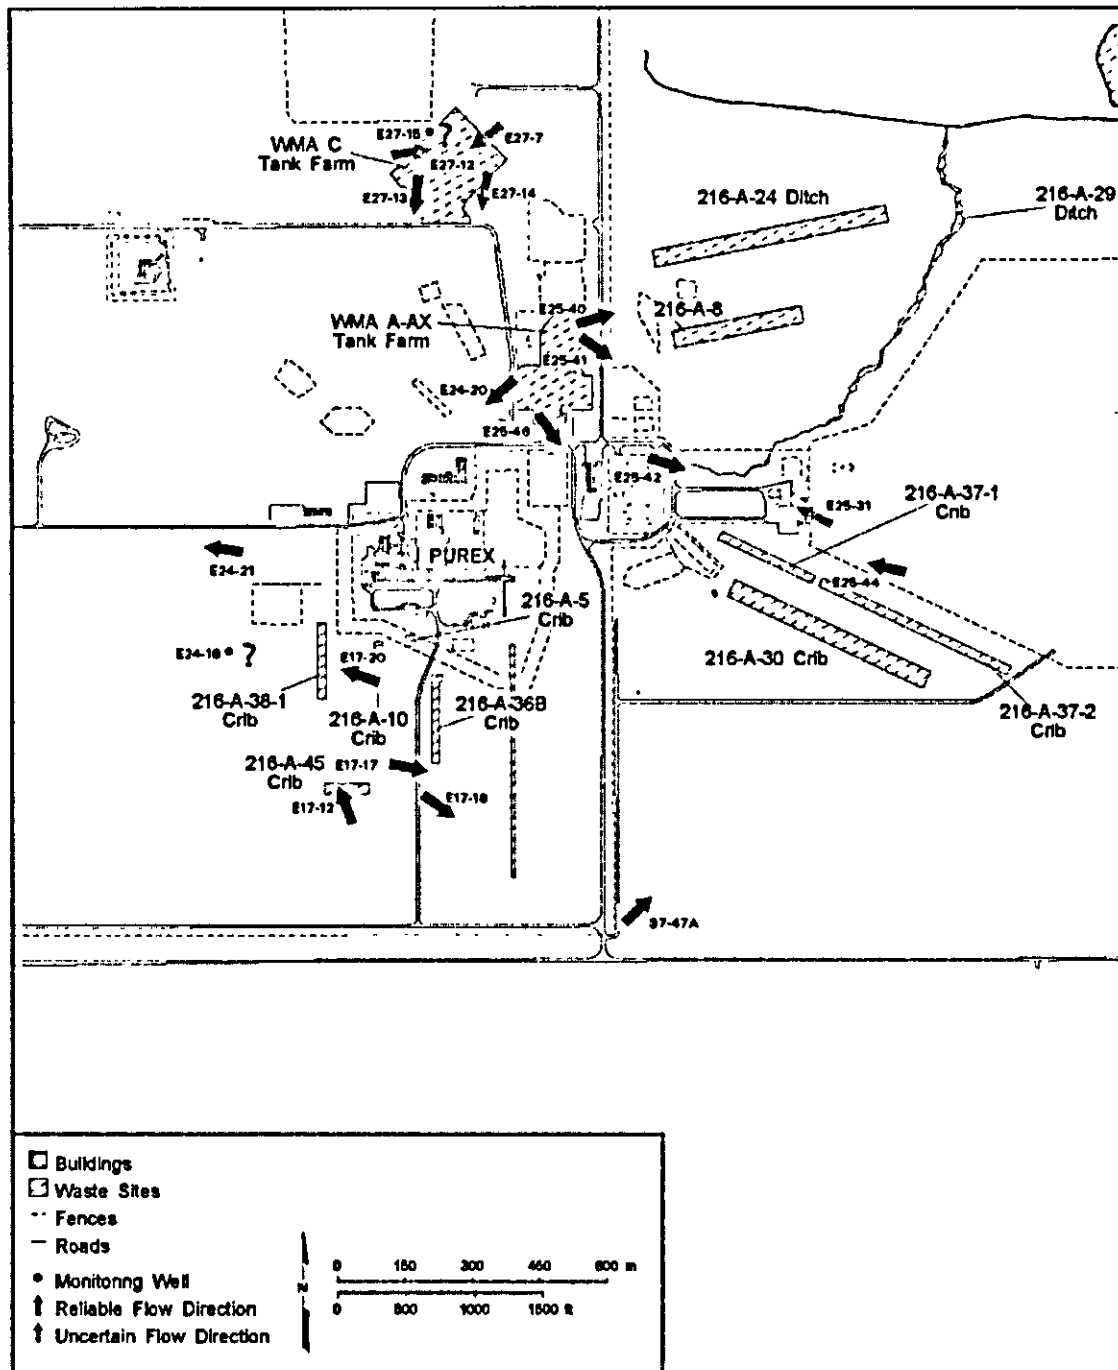 E27-15
E27-7
WMA C
Tank Farm
E27-12
E27-13
E27-14
216-A-24 Ditch
216-A-29
Ditch
E25-40
216-A-8
WMA A-AX
Tank Farm
E25-41
E24-20
E25-46
E25-42
E25-31
216-A-37-1
Crib
PUREX
E24-21
E26-44
216-A-5
Crib
E24-18
?
E17-20
216-A-30 Crib
216-A-38-1
Crib
216-A-10
Crib
216-A-36B
Crib
216-A-37-2
Crib
216-A-45
Crib
E17-17
E17-12
E17-18
37-47A
Buildings
Waste Sites
Fences
Roads
Monitoring Well
Reliable Flow Direction
Uncertain Flow Direction
N
0 150 300 450 600 m
0 500 1000 1500 ft